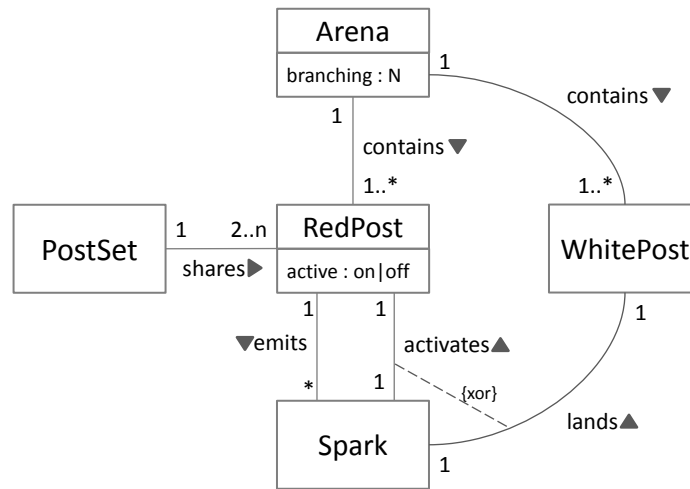 Arena
branching : N
1
1
contains
contains
1..*
1..*
PostSet
1
2..n
shares
RedPost
active : on|off
WhitePost
1
1
1
emits
activates
*
1
{xor}
lands
Spark
1